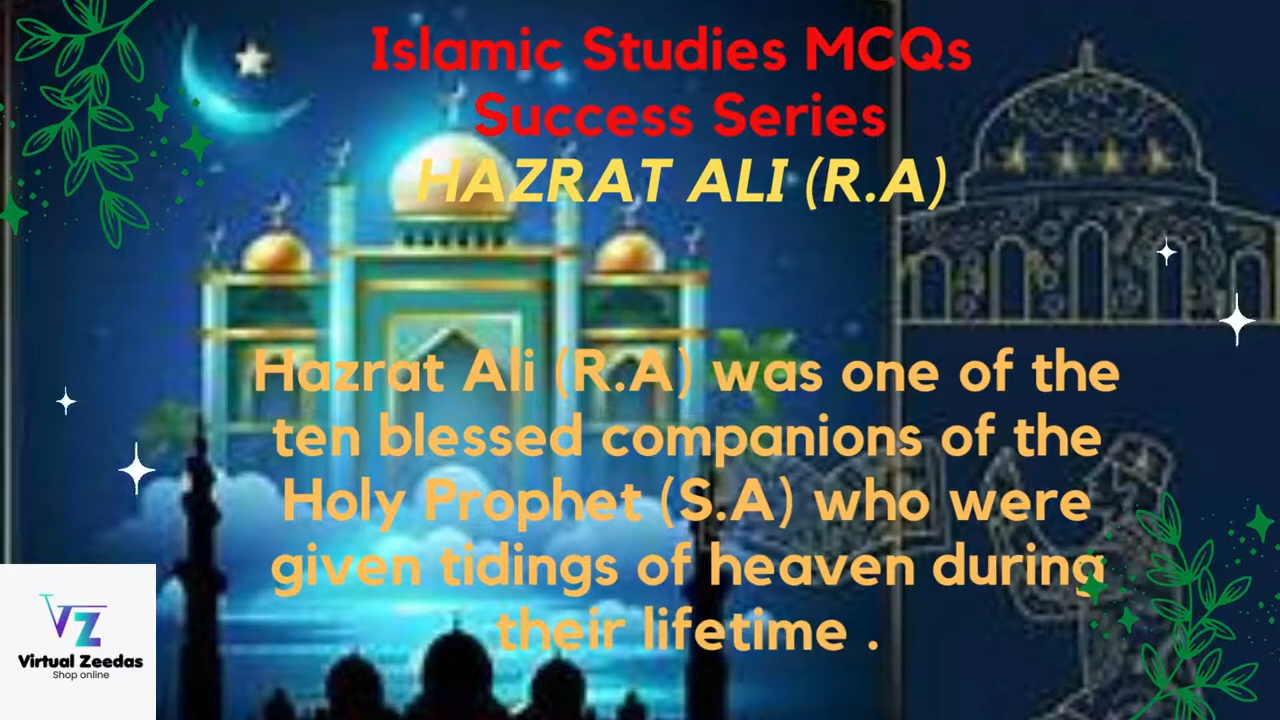 Islamic Studies MCQs
Success Series
HAZRAT ALI (R.A)
Hazrat Ali (R.A) was one of the
ten blessed companions of the
Holy Prophet (S.A) who were
given tidings of heaven during
their lifetime .
VZ
Virtual Zeedas
Shop online